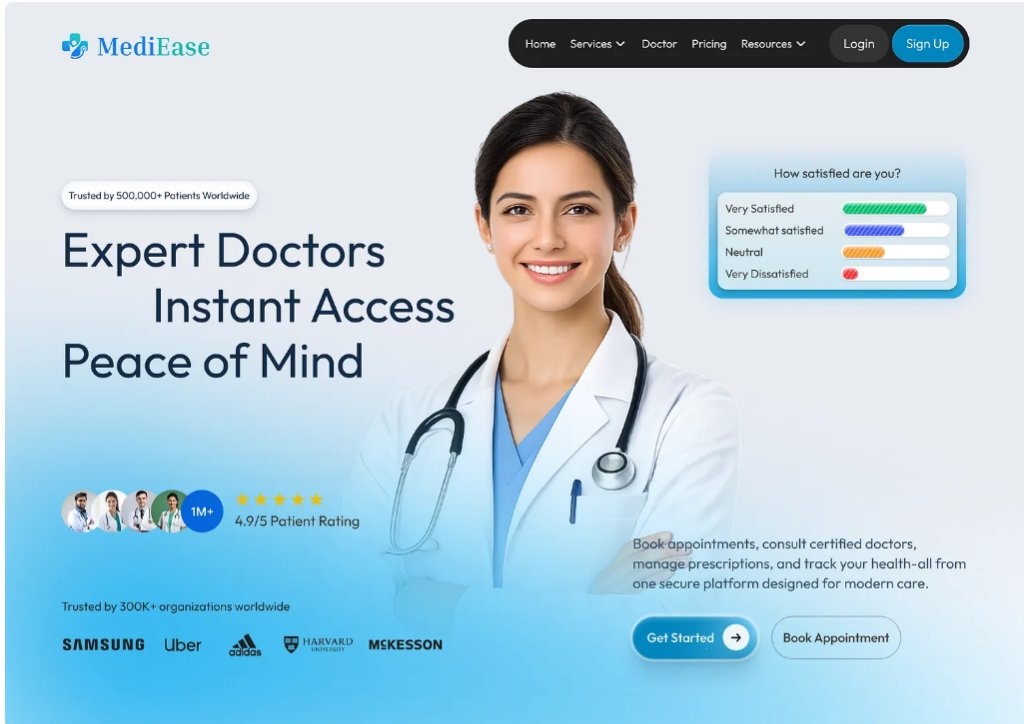 MediEase
Home Services Doctor Pricing Resources Login Sign Up
Trusted by 500,000+ Patients Worldwide
Expert Doctors
Instant Access
Peace of Mind
How satisfied are you?
Very Satisfied
Somewhat satisfied
Neutral
Very Dissatisfied
1M+
4.9/5 Patient Rating
Book appointments, consult certified doctors,
manage prescriptions, and track your health-all from
one secure platform designed for modern care.
Get Started
Book Appointment
Trusted by 300K+ organizations worldwide
SAMSUNG Uber adidas HARVARD UNIVERSITY MCKESSON